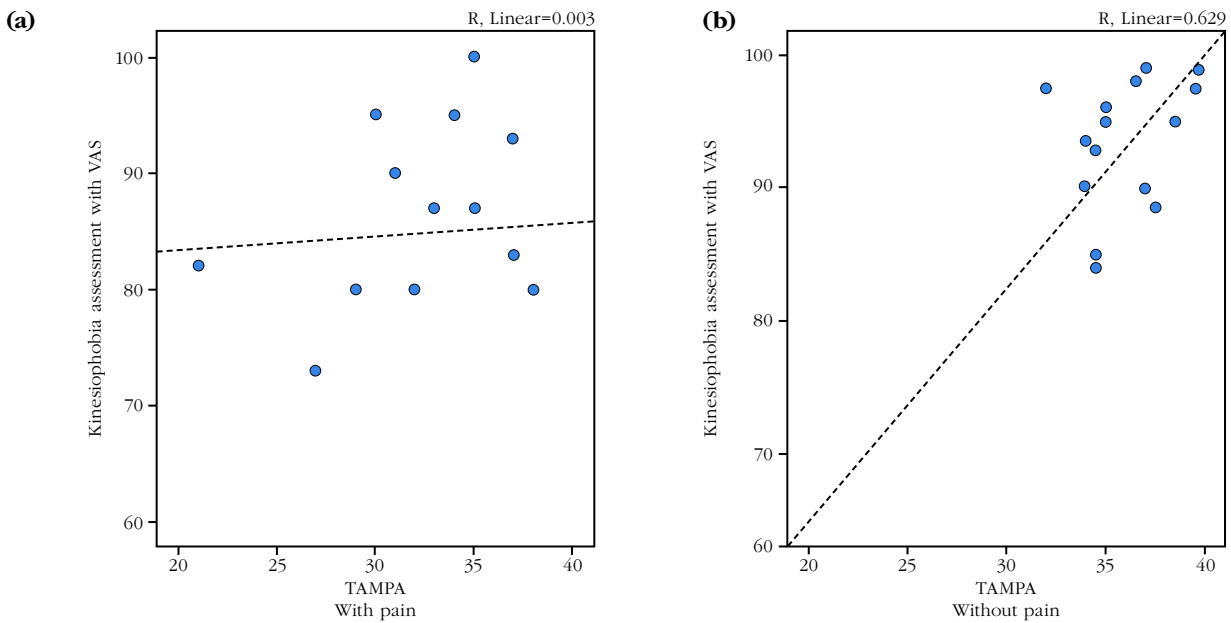 (a)
R, Linear=0.003
Kinesiophobia assessment with VAS
100
90
80
70
60
20 25 30 35 40
TAMPA
With pain
(b)
R, Linear=0.629
Kinesiophobia assessment with VAS
100
90
80
70
60
20 25 30 35 40
TAMPA
Without pain